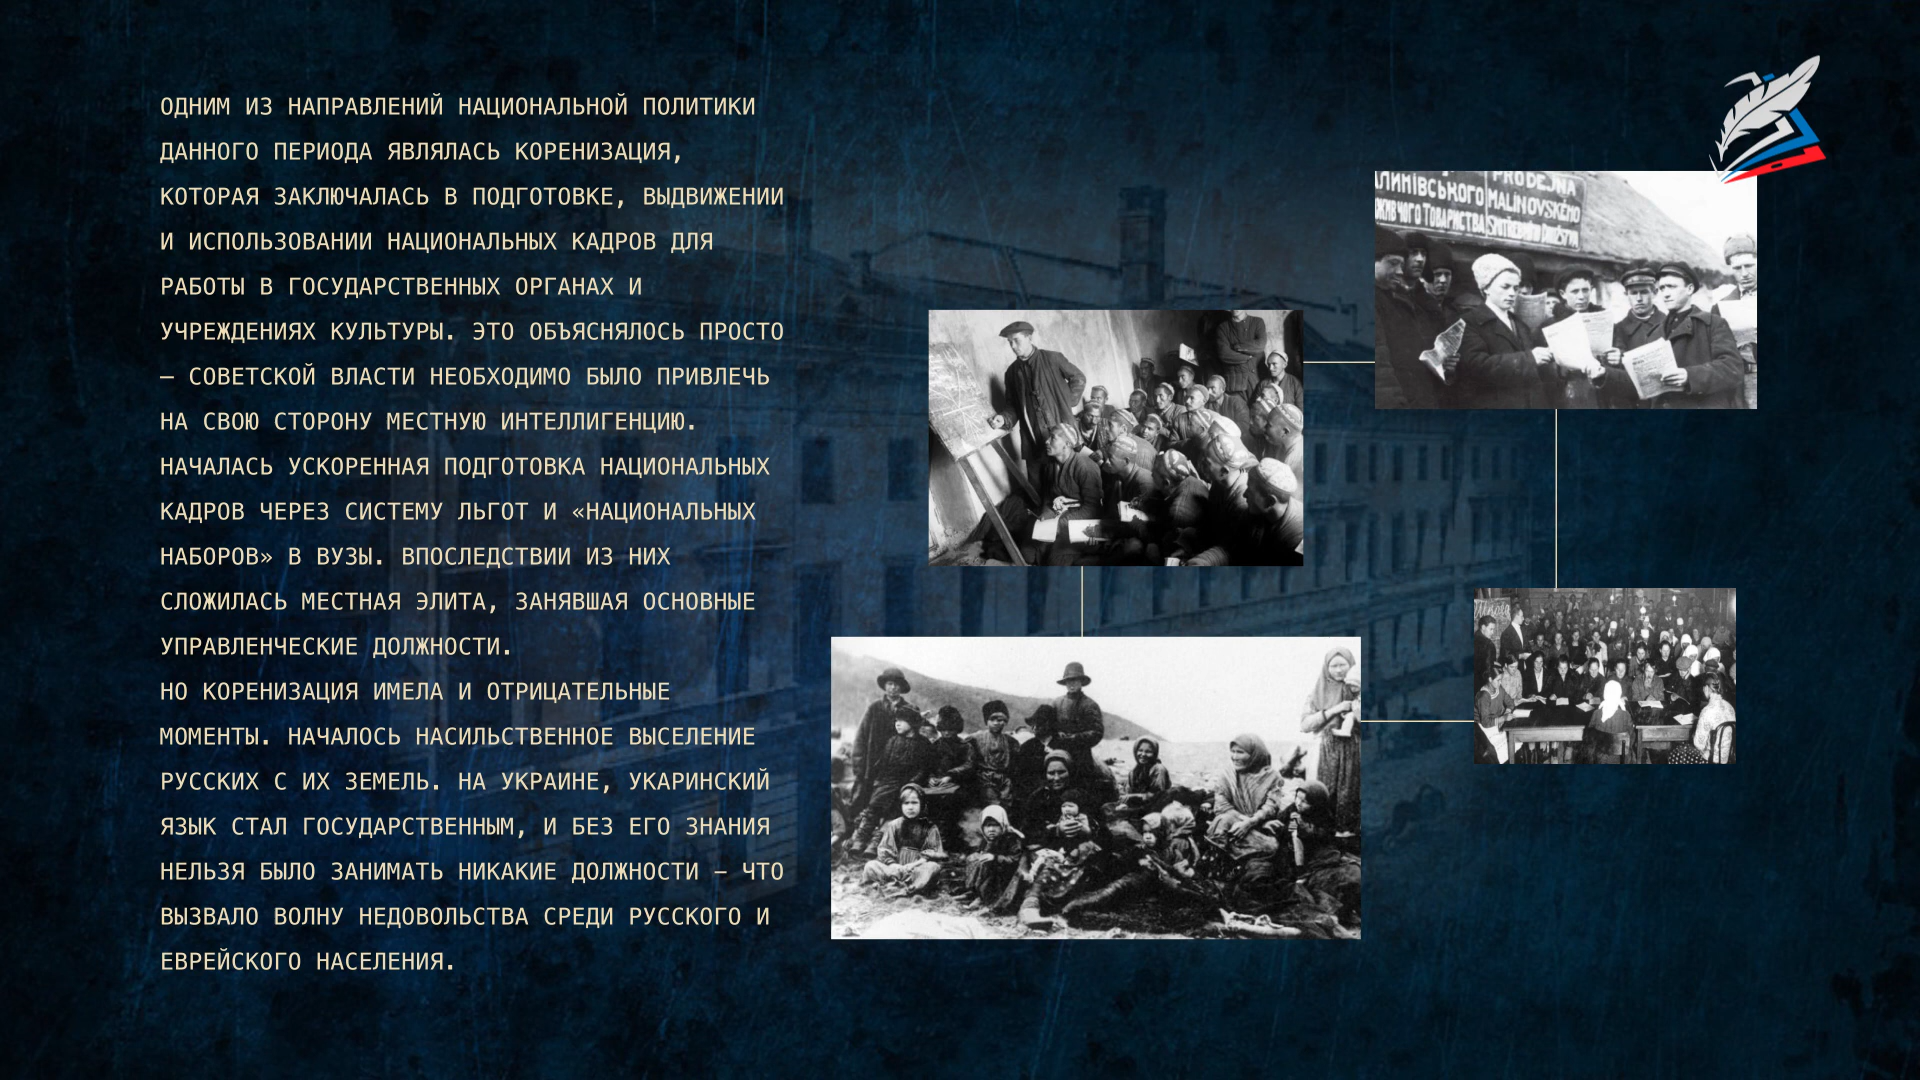 ОДНИМ ИЗ НАПРАВЛЕНИЙ НАЦИОНАЛЬНОЙ ПОЛИТИКИ
ДАННОГО ПЕРИОДА ЯВЛЯЛАСЬ КОРЕНИЗАЦИЯ,
КОТОРАЯ ЗАКЛЮЧАЛАСЬ В ПОДГОТОВКЕ, ВЫДВИЖЕНИИ
И ИСПОЛЬЗОВАНИИ НАЦИОНАЛЬНЫХ КАДРОВ ДЛЯ
РАБОТЫ В ГОСУДАРСТВЕННЫХ ОРГАНАХ И
УЧРЕЖДЕНИЯХ КУЛЬТУРЫ. ЭТО ОБЪЯСНЯЛОСЬ ПРОСТО
– СОВЕТСКОЙ ВЛАСТИ НЕОБХОДИМО БЫЛО ПРИВЛЕЧЬ
НА СВОЮ СТОРОНУ МЕСТНУЮ ИНТЕЛЛИГЕНЦИЮ.
НАЧАЛАСЬ УСКОРЕННАЯ ПОДГОТОВКА НАЦИОНАЛЬНЫХ
КАДРОВ ЧЕРЕЗ СИСТЕМУ ЛЬГОТ И «НАЦИОНАЛЬНЫХ
НАБОРОВ» В ВУЗЫ. ВПОСЛЕДСТВИИ ИЗ НИХ
СЛОЖИЛАСЬ МЕСТНАЯ ЭЛИТА, ЗАНЯВШАЯ ОСНОВНЫЕ
УПРАВЛЕНЧЕСКИЕ ДОЛЖНОСТИ.
НО КОРЕНИЗАЦИЯ ИМЕЛА И ОТРИЦАТЕЛЬНЫЕ
МОМЕНТЫ. НАЧАЛОСЬ НАСИЛЬСТВЕННОЕ ВЫСЕЛЕНИЕ
РУССКИХ С ИХ ЗЕМЕЛЬ. НА УКРАИНЕ, УКАРИНСКИЙ
ЯЗЫК СТАЛ ГОСУДАРСТВЕННЫМ, И БЕЗ ЕГО ЗНАНИЯ
НЕЛЬЗЯ БЫЛО ЗАНИМАТЬ НИКАКИЕ ДОЛЖНОСТИ – ЧТО
ВЫЗВАЛО ВОЛНУ НЕДОВОЛЬСТВА СРЕДИ РУССКОГО И
ЕВРЕЙСКОГО НАСЕЛЕНИЯ.
ЛИНІВСЬКОГО PRODEJNA
MALINOVSKÉHO
ТОВАРИСТВА